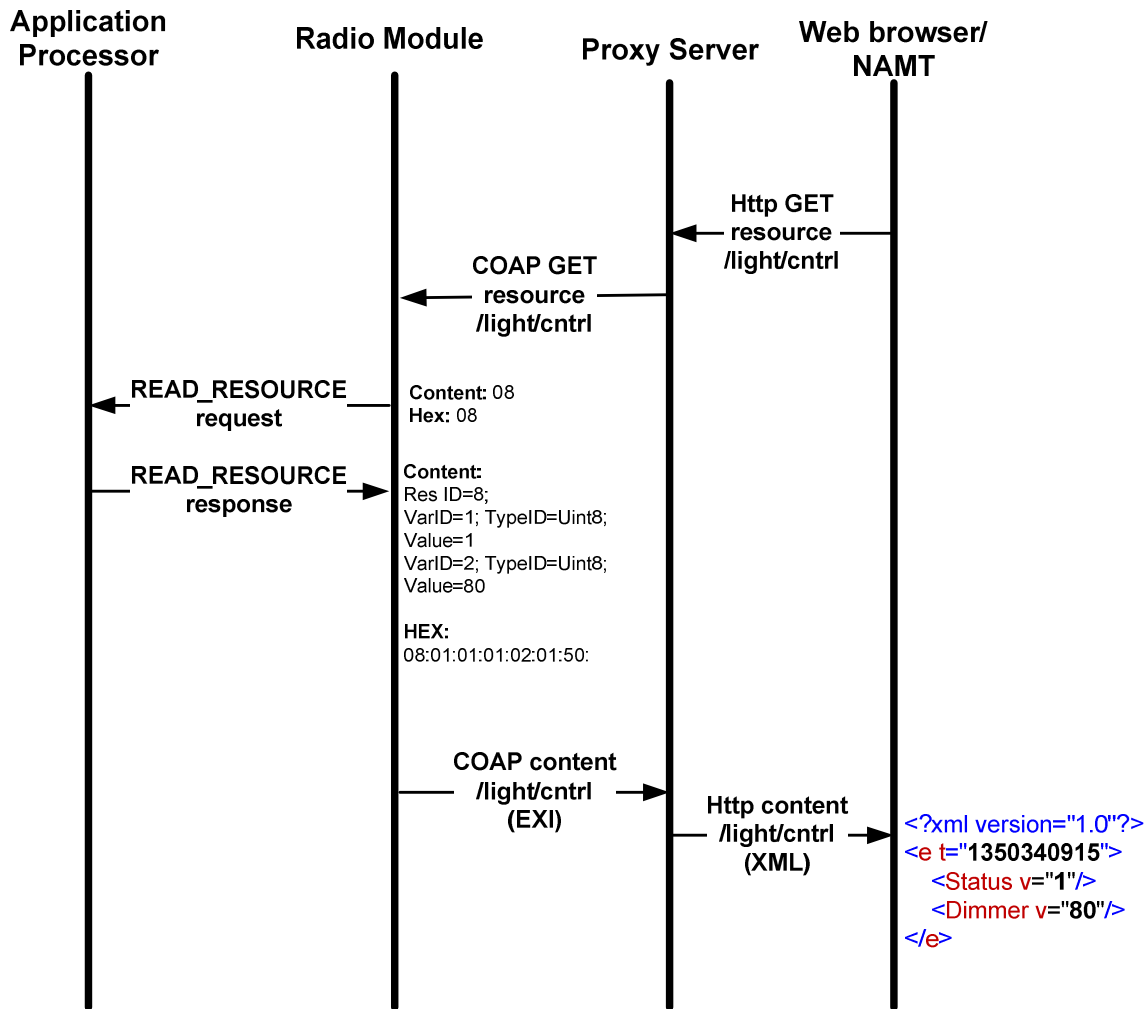 Application
Processor
Radio Module
Proxy Server
Web browser/
NAMT
Http GET
resource
/light/cntrl
COAP GET
resource
/light/cntrl
READ_RESOURCE
request
Content: 08
Hex: 08
READ_RESOURCE
response
Content:
Res ID=8;
VarID=1; TypeID=Uint8;
Value=1
VarID=2; TypeID=Uint8;
Value=80
HEX:
08:01:01:01:02:01:50:
COAP content
/light/cntrl
(EXI)
Http content
/light/cntrl
(XML)
<?xml version="1.0"?>
<e t="1350340915">
<Status v="1"/>
<Dimmer v="80"/>
</e>